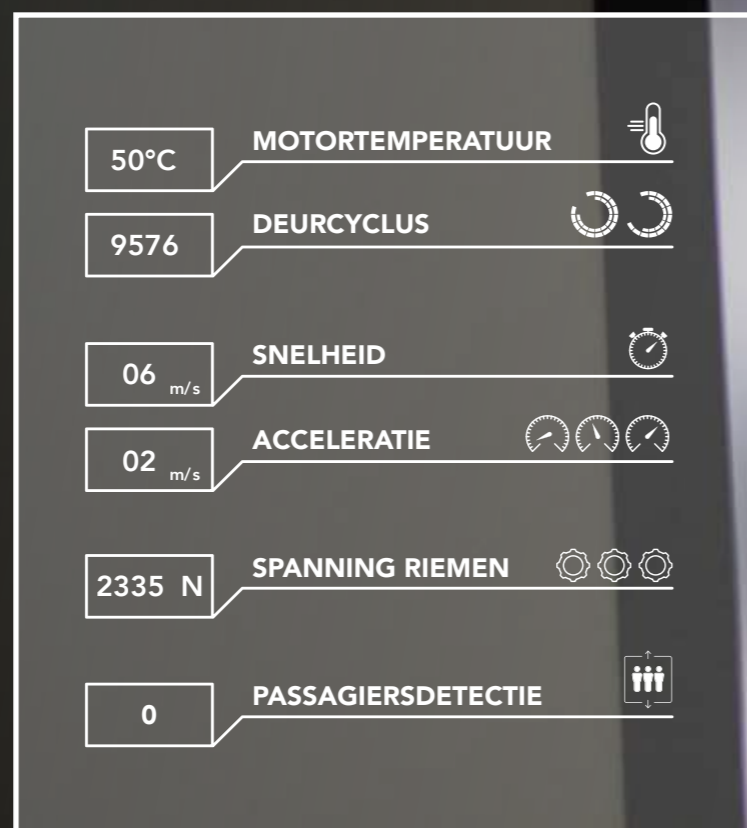 50°C MOTORTEMPERATUUR
9576 DEURCYCLUS
06 m/s SNELHEID
02 m/s ACCELERATIE
2335 N SPANNING RIEMEN
0 PASSAGIERSDETECTIE